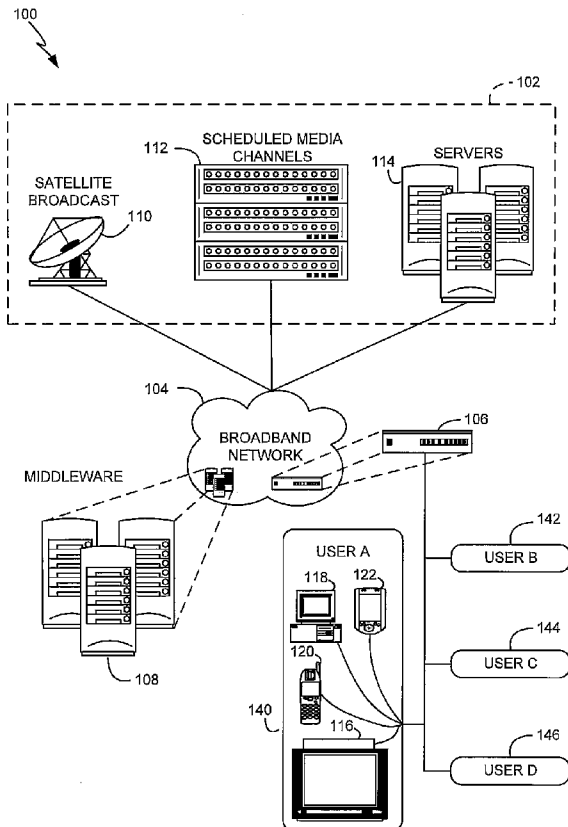 100
102
SCHEDULED MEDIA
CHANNELS
112
SERVERS
114
SATELLITE
BROADCAST
110
104
BROADBAND
NETWORK
106
MIDDLEWARE
108
USER A
118
122
120
116
140
142
USER B
144
USER C
146
USER D